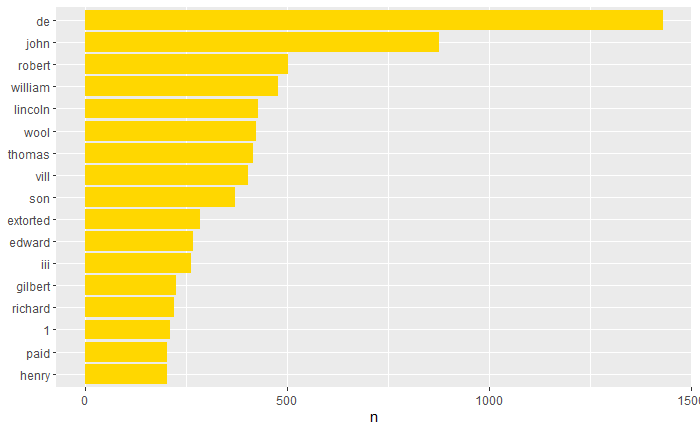 de
john
robert
william
lincoln
wool
thomas
vill
son
extorted
edward
iii
gilbert
richard
1
paid
henry
0 500 1000 1500
n